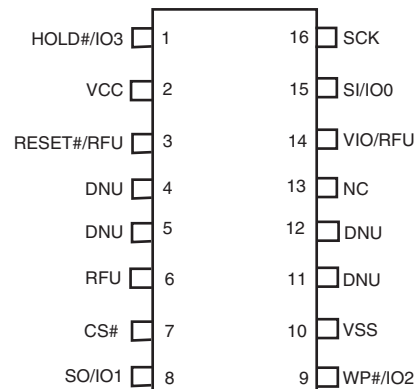 HOLD#/IO3 1 16 SCK
VCC 2 15 SI/IO0
RESET#/RFU 3 14 VIO/RFU
DNU 4 13 NC
DNU 5 12 DNU
RFU 6 11 DNU
CS# 7 10 VSS
SO/IO1 8 9 WP#/IO2